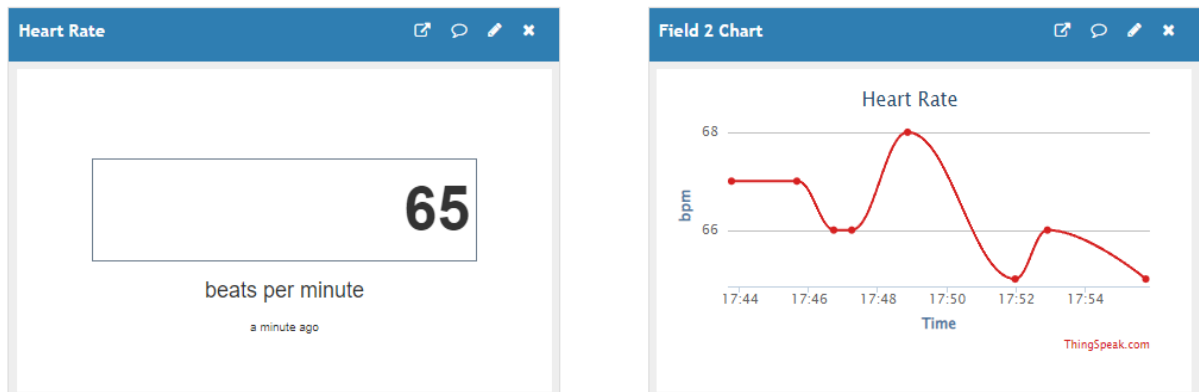 Heart Rate
65
beats per minute
a minute ago
Field 2 Chart
Heart Rate
68
66
bpm
17:44 17:46 17:48 17:50 17:52 17:54
Time
ThingSpeak.com